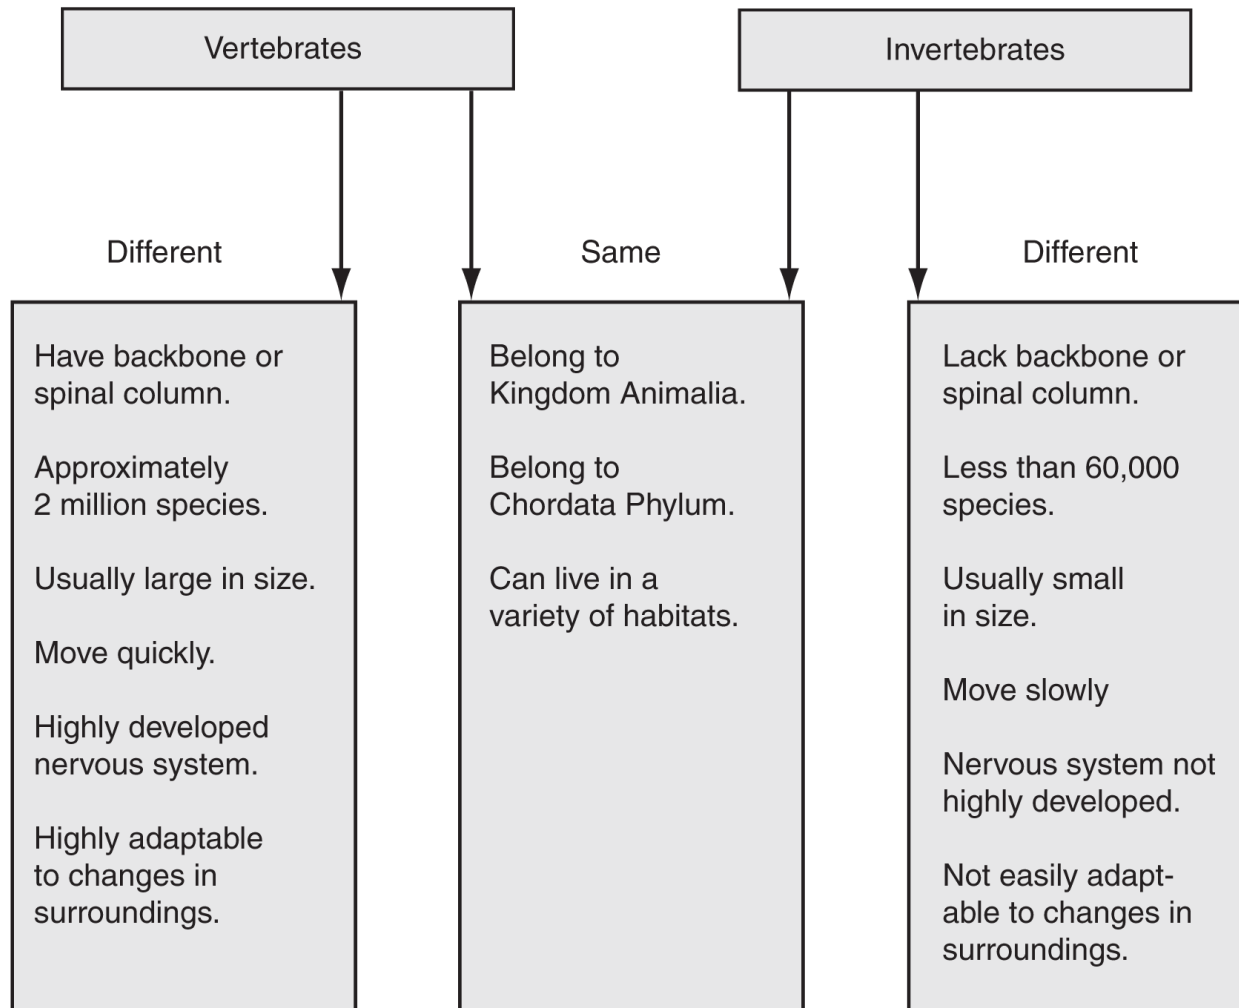 Vertebrates
Invertebrates
Different
Same
Different
Have backbone or
spinal column.
Approximately
2 million species.
Usually large in size.
Move quickly.
Highly developed
nervous system.
Highly adaptable
to changes in
surroundings.
Belong to
Kingdom Animalia.
Belong to
Chordata Phylum.
Can live in a
variety of habitats.
Lack backbone or
spinal column.
Less than 60,000
species.
Usually small
in size.
Move slowly
Nervous system not
highly developed.
Not easily adapt-
able to changes in
surroundings.